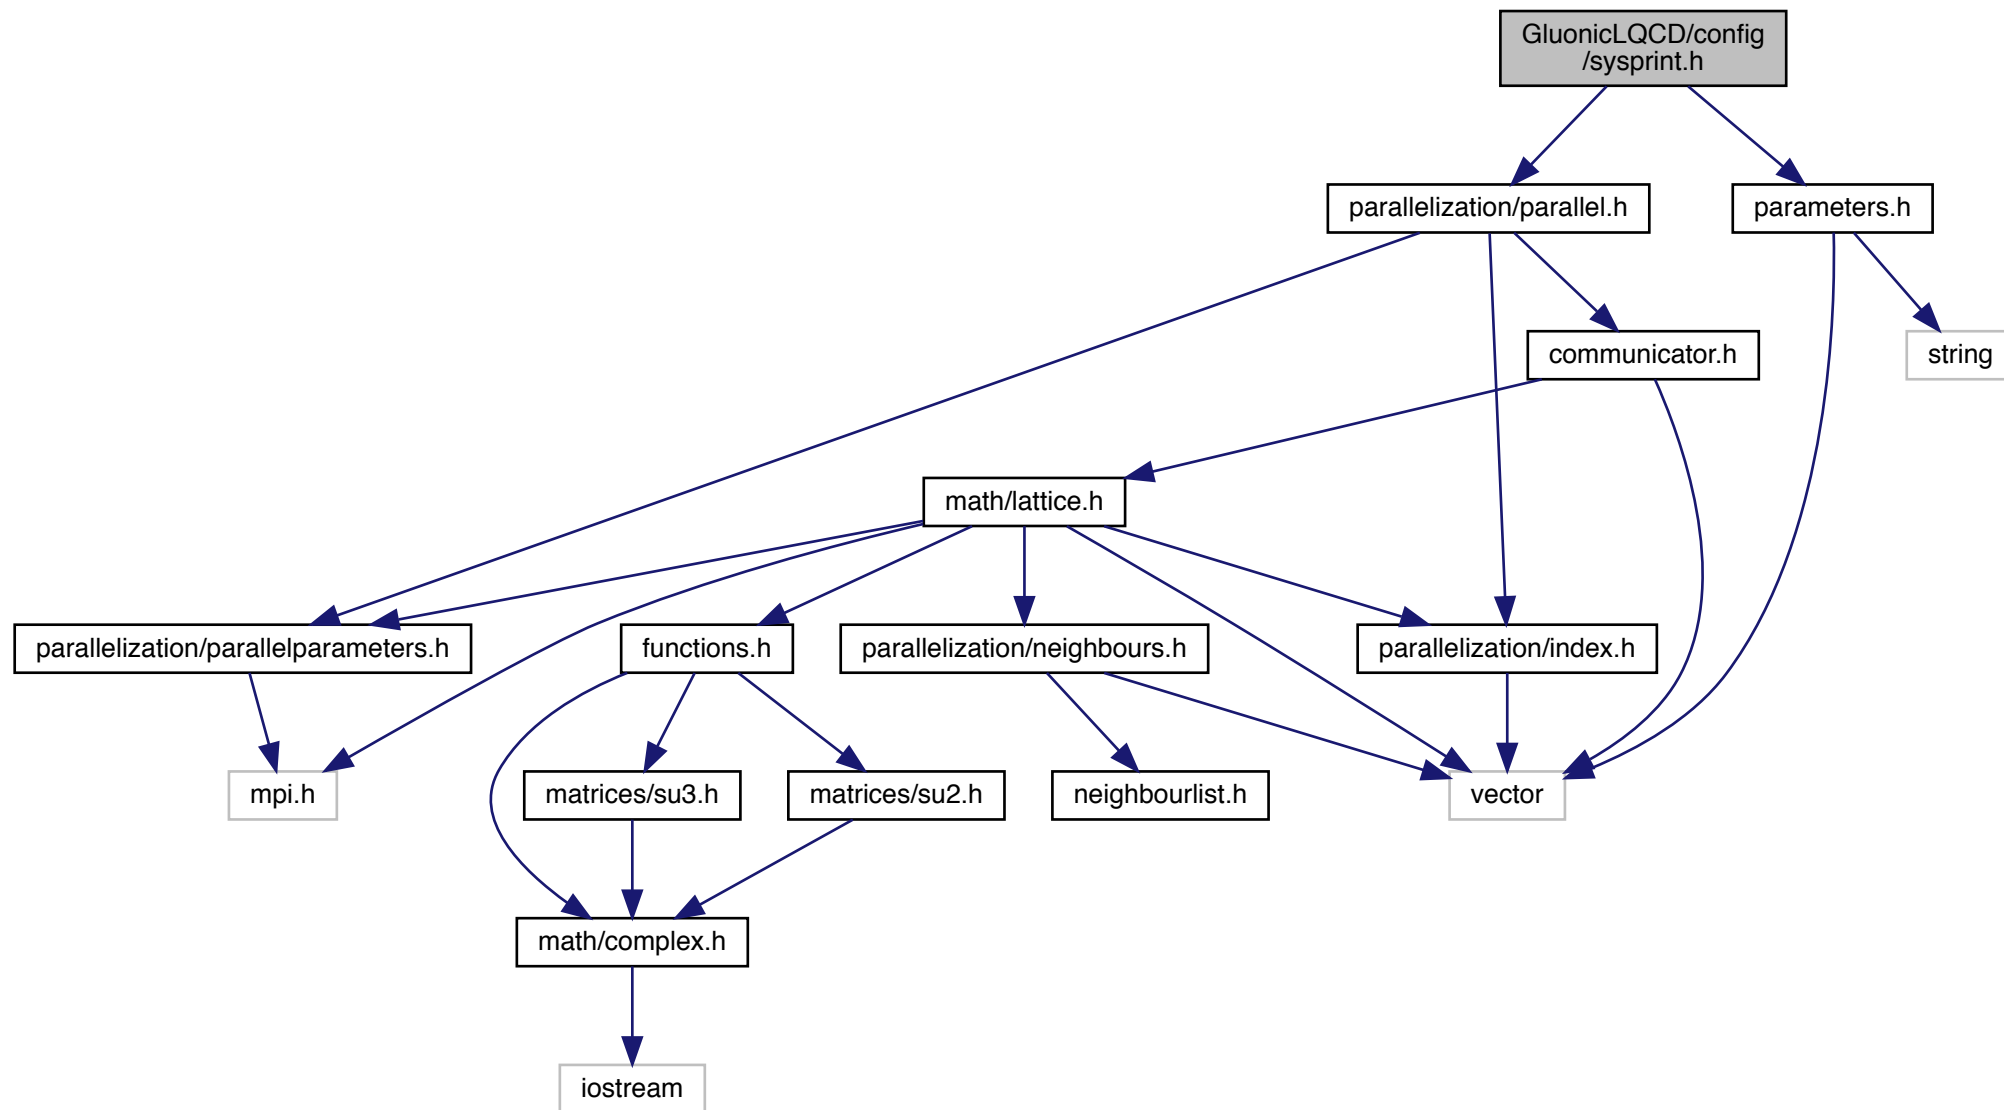 GluonicLQCD/config
/sysprint.h
parallelization/parallel.h
parameters.h
communicator.h
string
math/lattice.h
parallelization/parallelparameters.h
functions.h
parallelization/neighbours.h
parallelization/index.h
mpi.h
matrices/su3.h
matrices/su2.h
neighbourlist.h
vector
math/complex.h
iostream